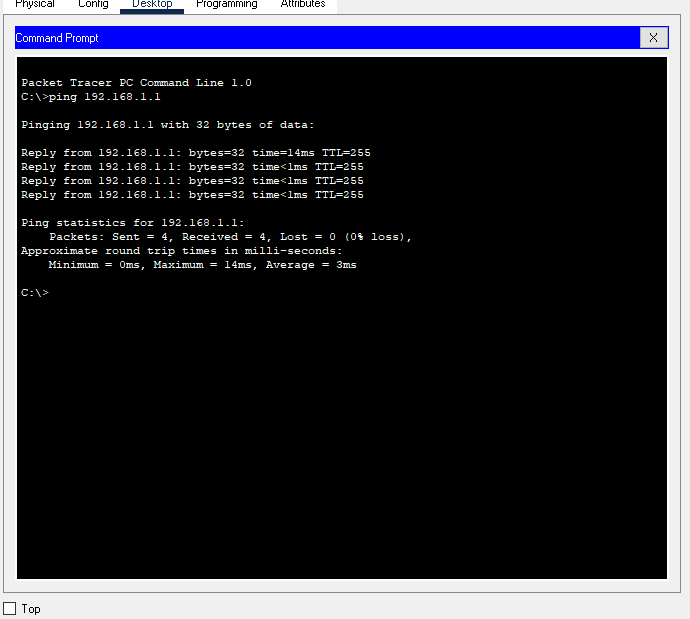 Physical Config Desktop Programming Attributes
Command Prompt X
Packet Tracer PC Command Line 1.0
C:\>ping 192.168.1.1
Pinging 192.168.1.1 with 32 bytes of data:
Reply from 192.168.1.1: bytes=32 time=14ms TTL=255
Reply from 192.168.1.1: bytes=32 time<1ms TTL=255
Reply from 192.168.1.1: bytes=32 time<1ms TTL=255
Reply from 192.168.1.1: bytes=32 time<1ms TTL=255
Ping statistics for 192.168.1.1:
Packets: Sent = 4, Received = 4, Lost = 0 (0% loss),
Approximate round trip times in milli-seconds:
Minimum = 0ms, Maximum = 14ms, Average = 3ms
C:\>
Top